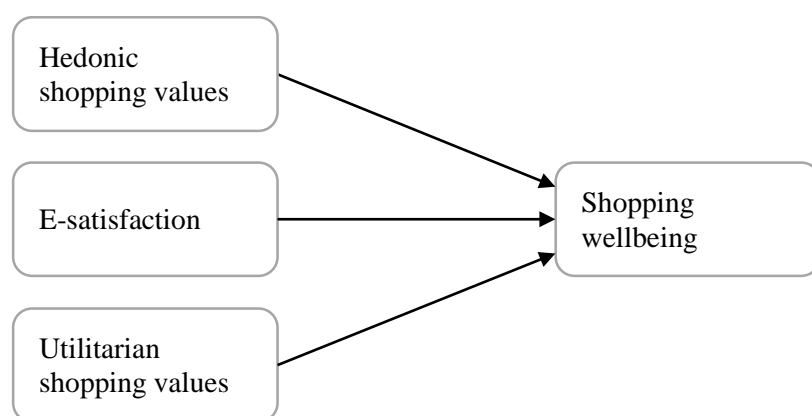 Hedonic
shopping values
E-satisfaction
Shopping
wellbeing
Utilitarian
shopping values